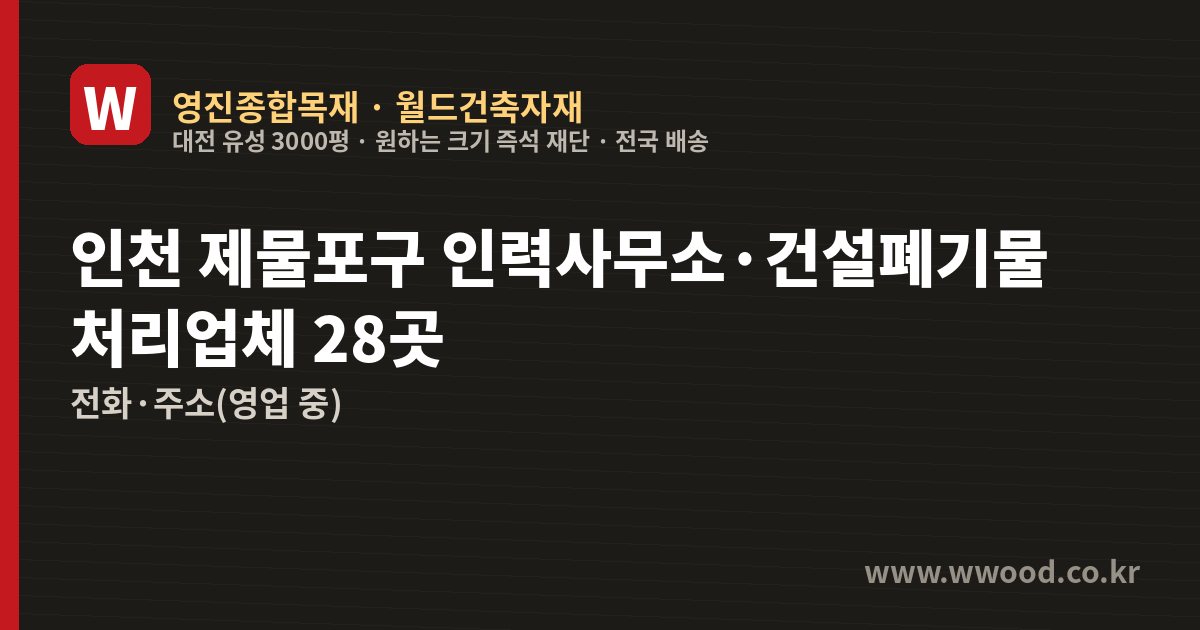 W
영진종합목재 · 월드건축자재
대전 유성 3000평 · 원하는 크기 즉석 재단 · 전국 배송
인천 제물포구 인력사무소·건설폐기물
처리업체 28곳
전화·주소(영업 중)
www.wwood.co.kr